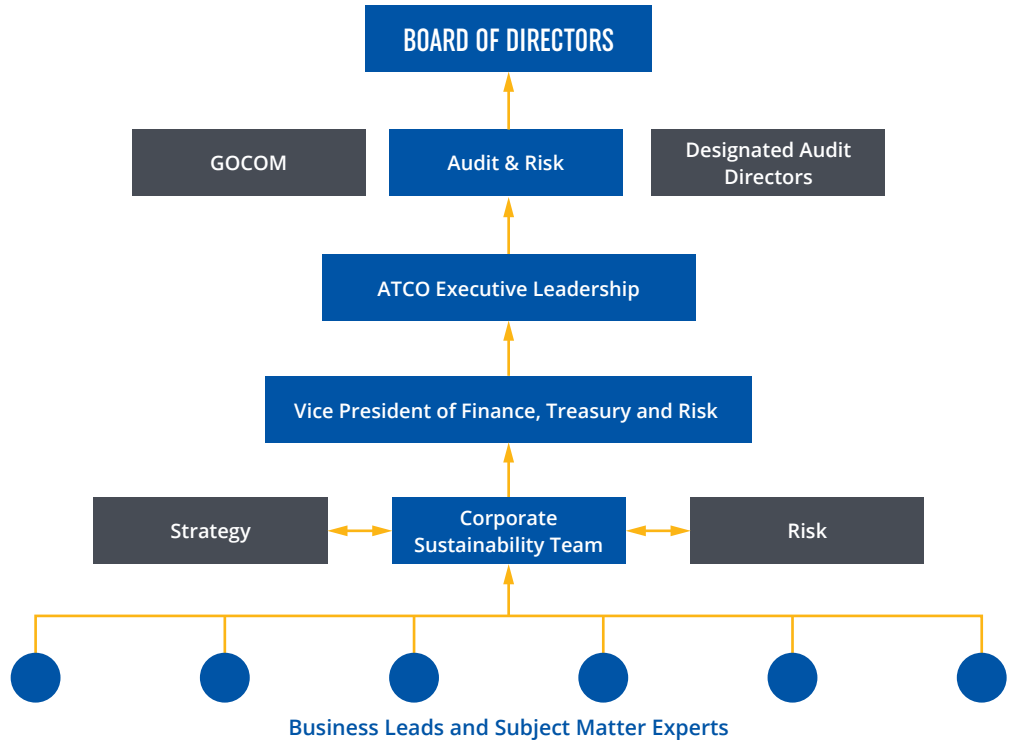 BOARD OF DIRECTORS
GOCOM
Audit & Risk
Designated Audit
Directors
ATCO Executive Leadership
Vice President of Finance, Treasury and Risk
Strategy
Corporate
Sustainability Team
Risk
Business Leads and Subject Matter Experts